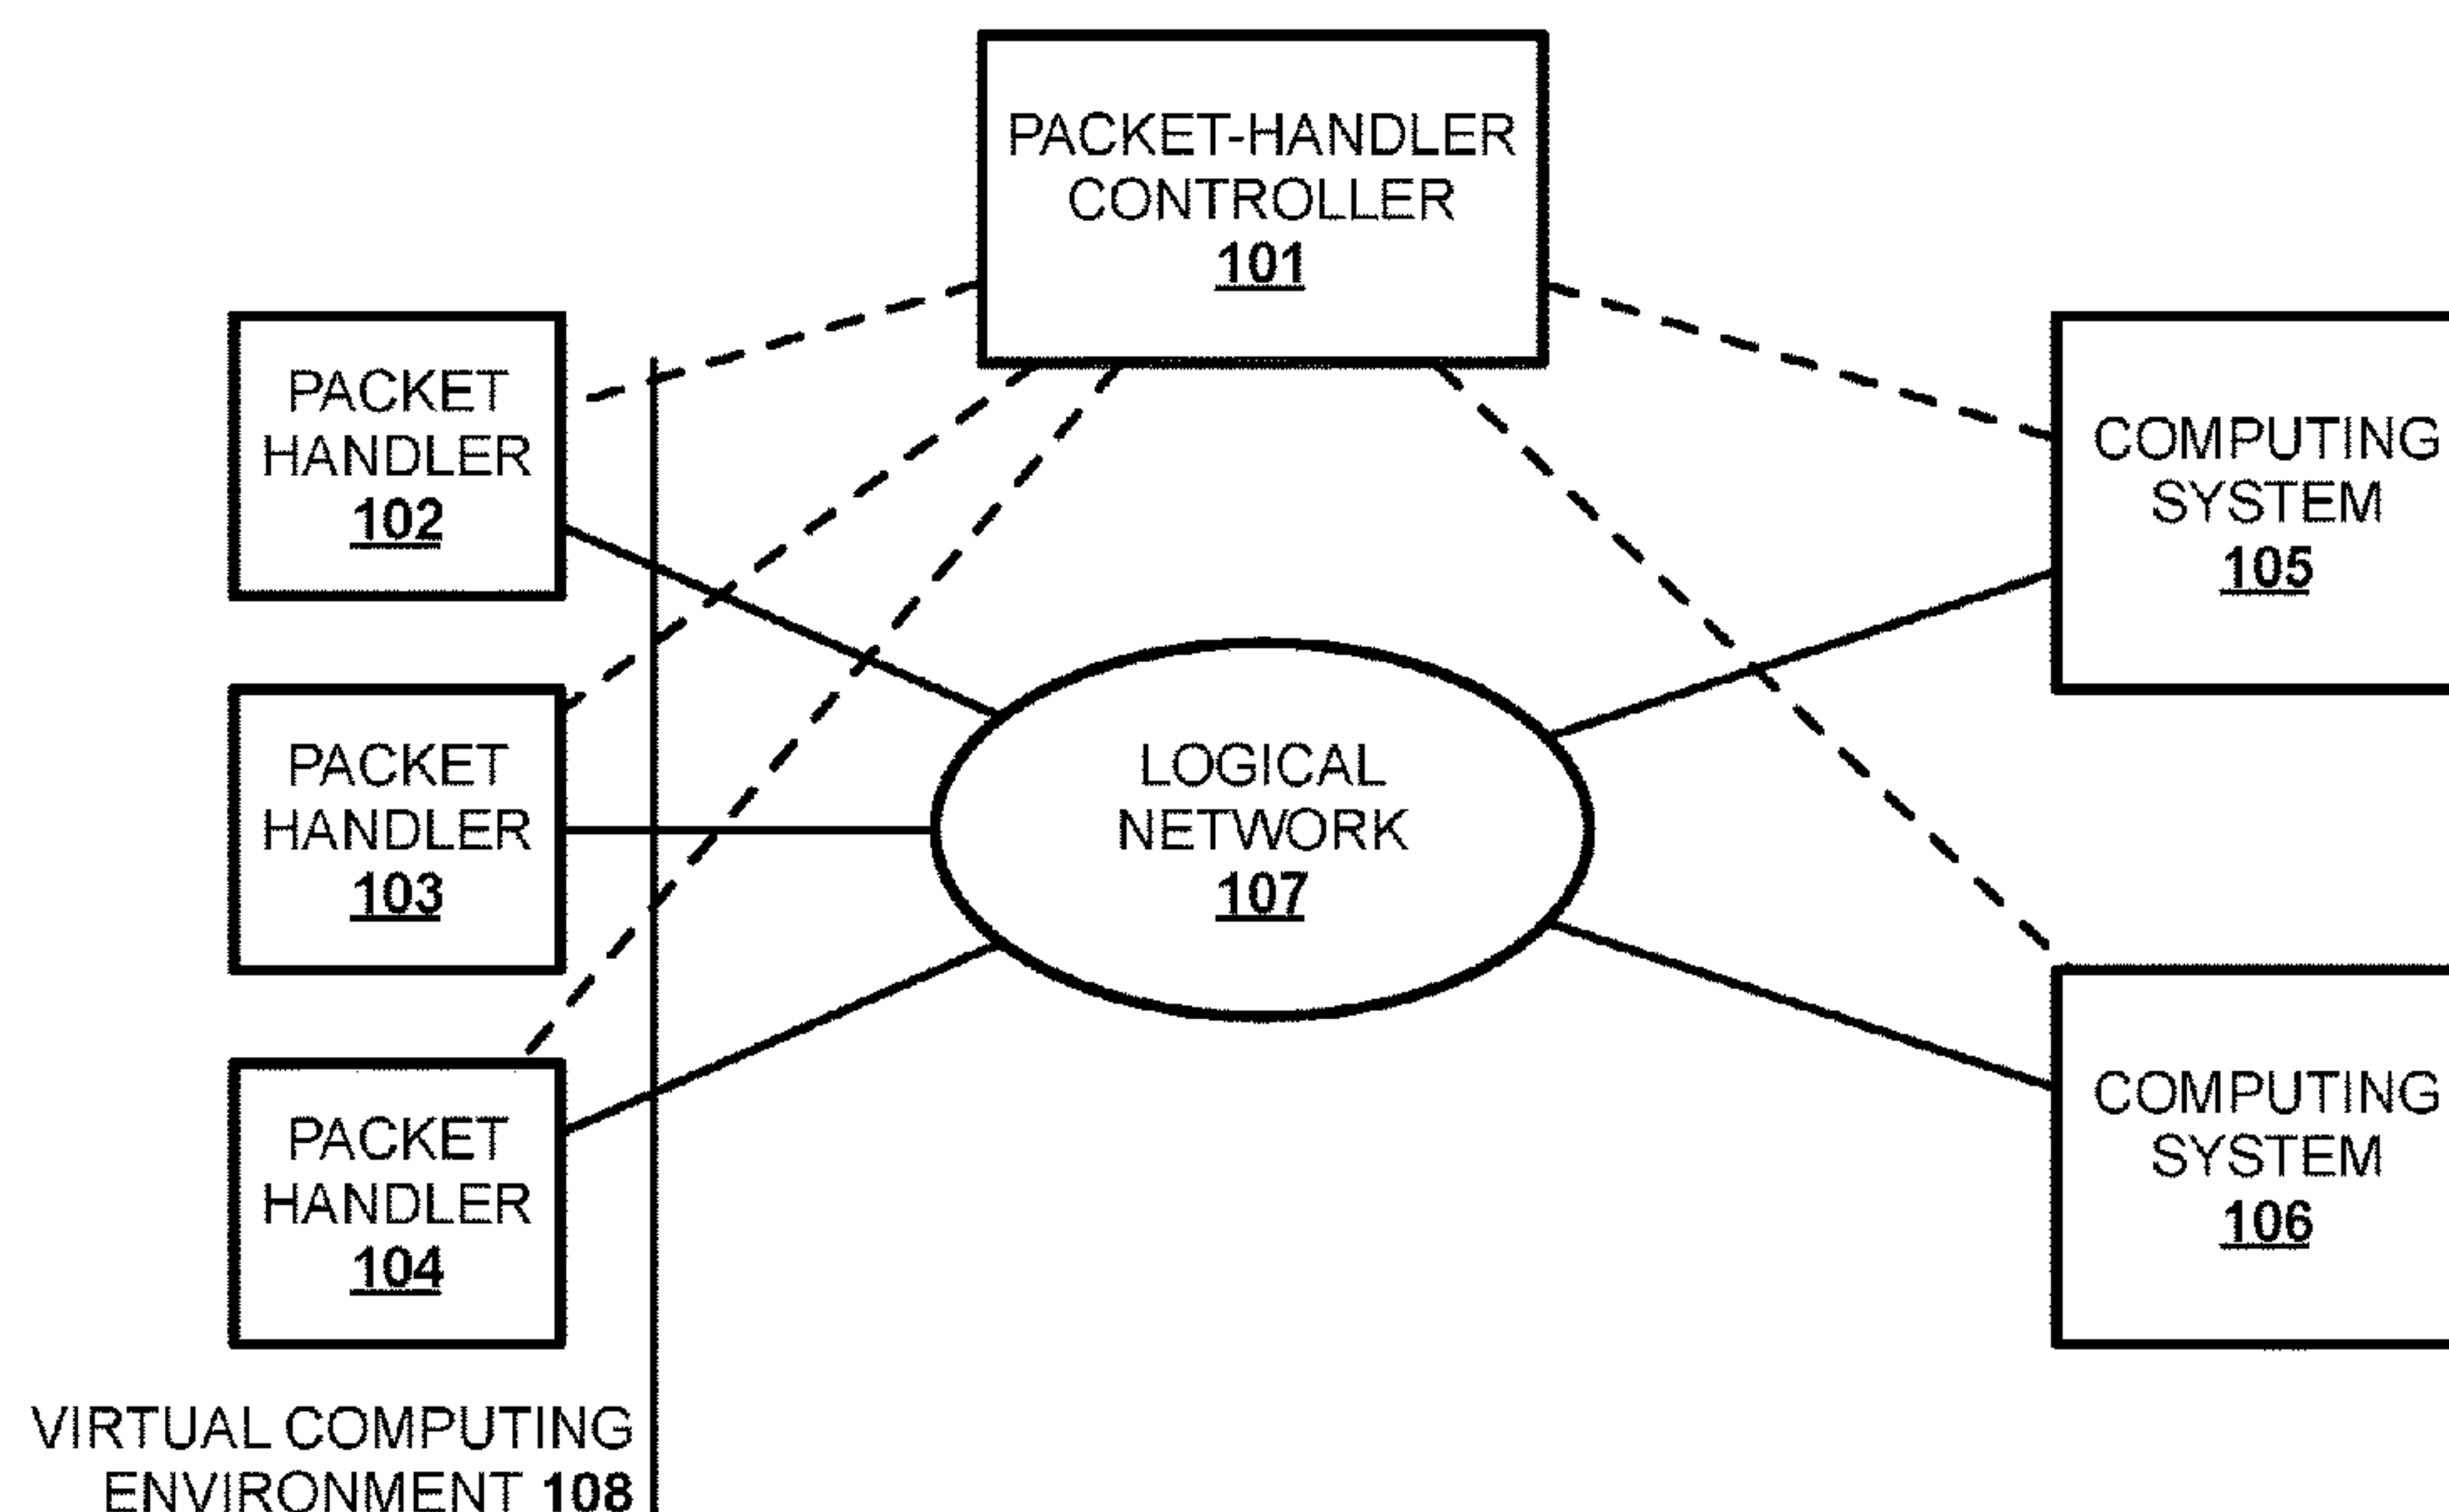 PACKET-HANDLER
CONTROLLER
101
PACKET
HANDLER
102
COMPUTING
SYSTEM
105
PACKET
HANDLER
103
LOGICAL
NETWORK
107
PACKET
HANDLER
104
COMPUTING
SYSTEM
106
VIRTUAL COMPUTING
ENVIRONMENT 108